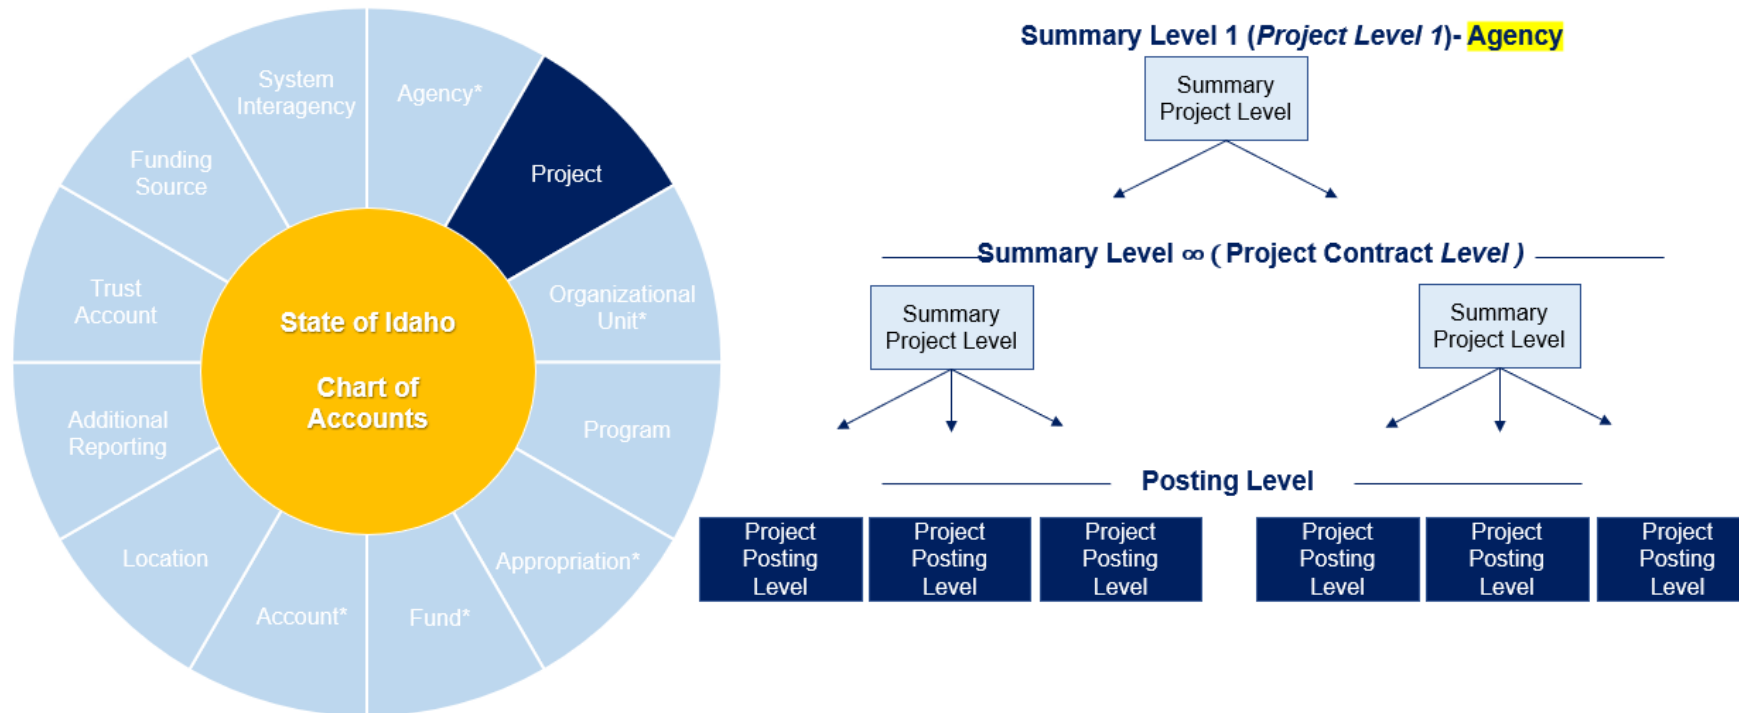 System
Interagency
Agency*
Project
Organizational
Unit*
Program
Appropriation*
Fund*
Account*
Location
Additional
Reporting
Trust
Account
Funding
Source
State of Idaho
Chart of
Accounts
Summary Level 1 (Project Level 1)- Agency
Summary
Project Level
Summary Level ∞ ( Project Contract Level )
Summary
Project Level
Summary
Project Level
Posting Level
Project
Posting
Level
Project
Posting
Level
Project
Posting
Level
Project
Posting
Level
Project
Posting
Level
Project
Posting
Level